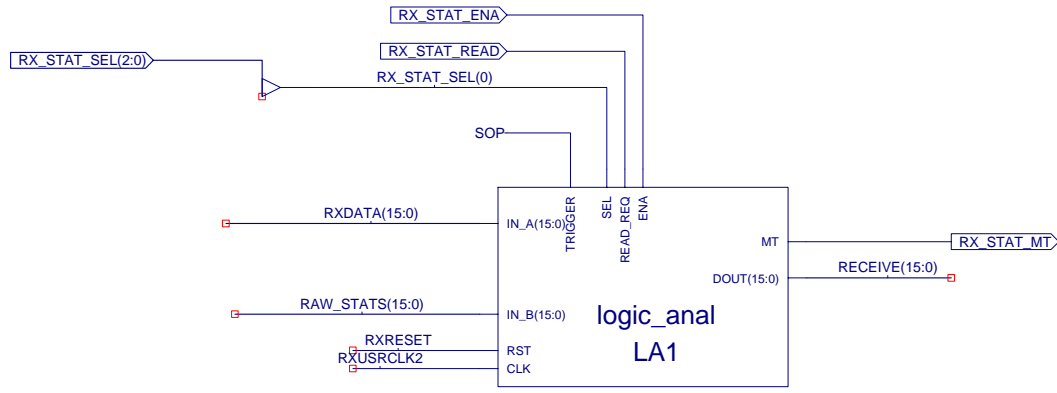 RX_STAT_ENA
RX_STAT_READ
RX_STAT_SEL(2:0)
RX_STAT_SEL(0)
SOP
TRIGGER
SEL
READ_REQ
ENA
RXDATA(15:0)
IN_A(15:0)
MT
RX_STAT_MT
DOUT(15:0)
RECEIVE(15:0)
RAW_STATS(15:0)
IN_B(15:0)
logic_anal
LA1
RXRESET
RST
RXUSRCLK2
CLK